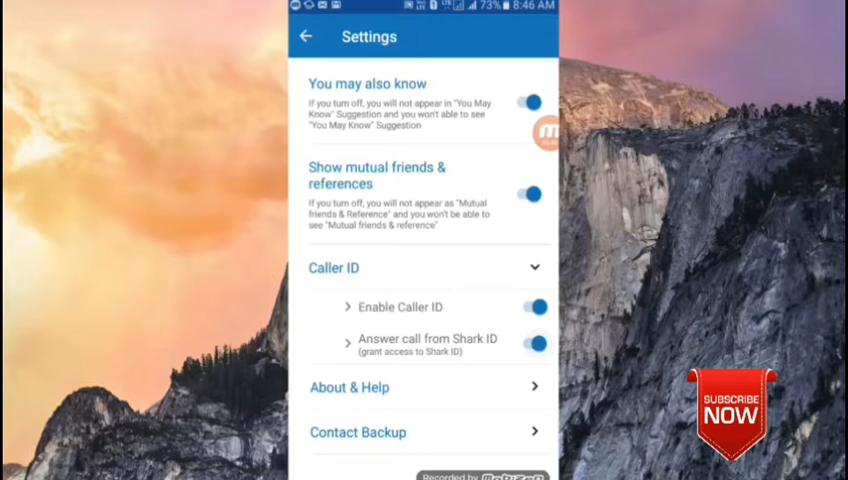 73% 8:46 AM
Settings
You may also know
If you turn off, you will not appear in "You May
Know" Suggestion and you won't able to see
"You May Know" Suggestion
Show mutual friends &
references
If you turn off, you will not appear as "Mutual
friends & Reference" and you won't be able to
see "Mutual friends & reference"
Caller ID
Enable Caller ID
Answer call from Shark ID
(grant access to Shark ID)
About & Help
Contact Backup
Recorded by
SUBSCRIBE
NOW